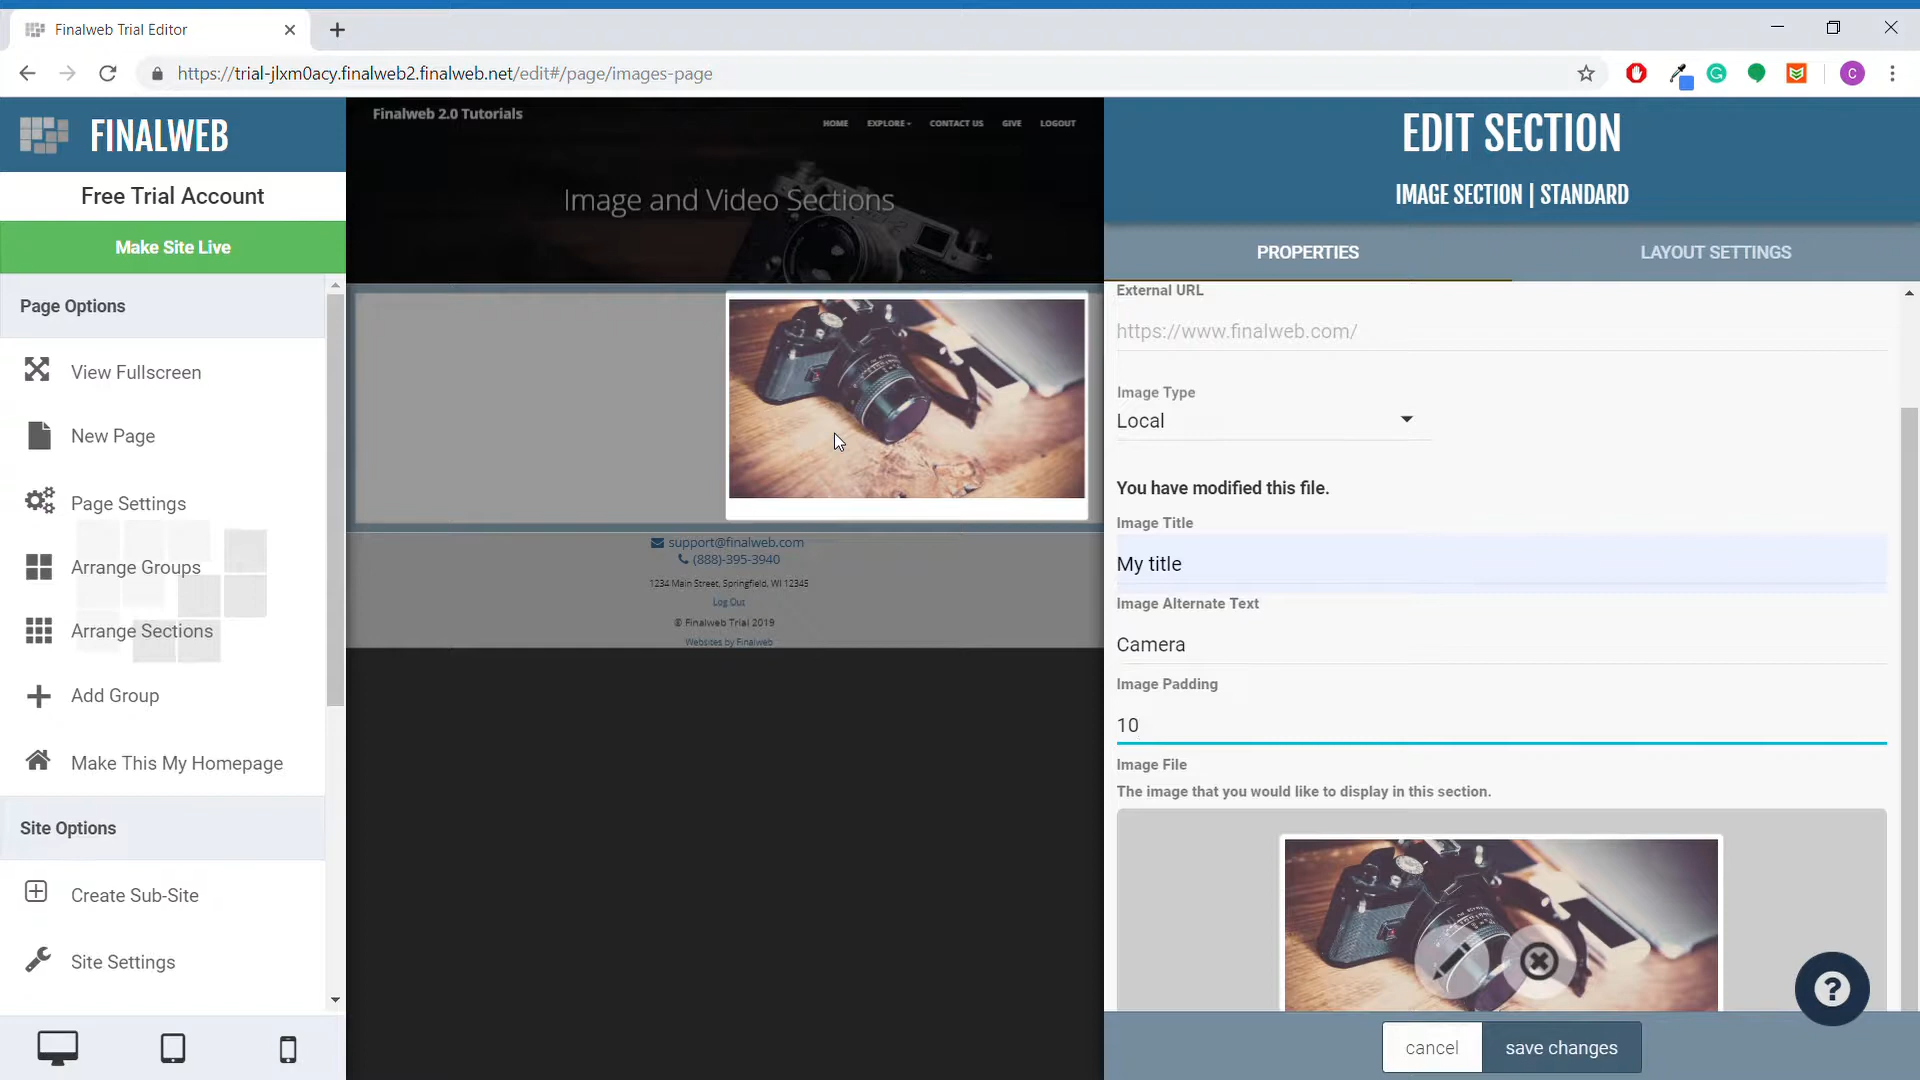 Finalweb Trial Editor
https://trial-jlxm0acy.finalweb2.finalweb.net/edit#/page/images-page
C
FINALWEB
Free Trial Account
Make Site Live
Page Options
View Fullscreen
New Page
Page Settings
Arrange Groups
Arrange Sections
Add Group
Make This My Homepage
Site Options
Create Sub-Site
Site Settings
Finalweb 2.0 Tutorials
HOME EXPLORE CONTACT US GIVE LOGOUT
Image and Video Sections
support@finalweb.com
(888)-395-3940
1234 Main Street, Springfield, WI 12345
Log Out
© Finalweb Trial 2019
Websites by Finalweb
EDIT SECTION
IMAGE SECTION | STANDARD
PROPERTIES LAYOUT SETTINGS
External URL
https://www.finalweb.com/
Image Type
Local
You have modified this file.
Image Title
My title
Image Alternate Text
Camera
Image Padding
10
Image File
The image that you would like to display in this section.
?
cancel save changes